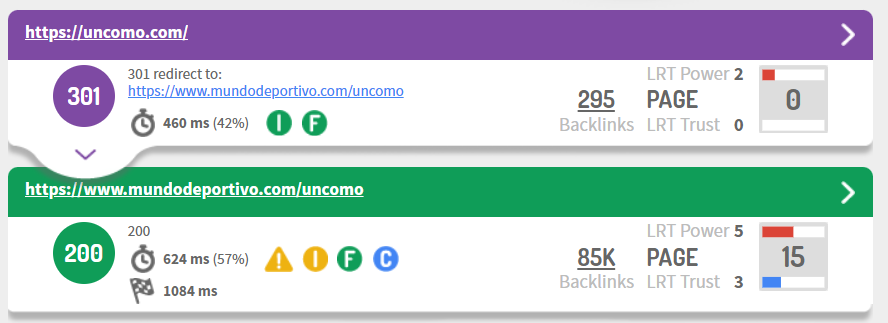 https://uncomo.com/
301
301 redirect to:
https://www.mundodeportivo.com/uncomo
460 ms (42%)
I F
295
Backlinks
LRT Power 2
PAGE
LRT Trust 0
0
https://www.mundodeportivo.com/uncomo
200
200
624 ms (57%)
! I F C
1084 ms
85K
Backlinks
LRT Power 5
PAGE
LRT Trust 3
15